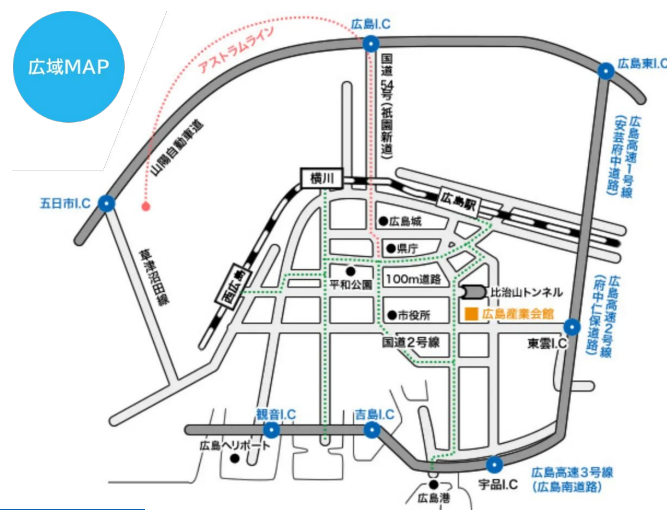 広域MAP
アストラムライン
広島I.C
国道54号(祇園新道)
広島東I.C
広島高速1号線
(安芸府中道路)
山陽自動車道
横川
広島駅
五日市I.C
草津沼田線
西広島
広島城
県庁
平和公園
100m道路
比治山トンネル
広島産業会館
市役所
国道2号線
東雲I.C
広島高速2号線
(府中仁保道路)
観音I.C
吉島I.C
広島ヘリポート
広島港
宇品I.C
広島高速3号線
(広島南道路)